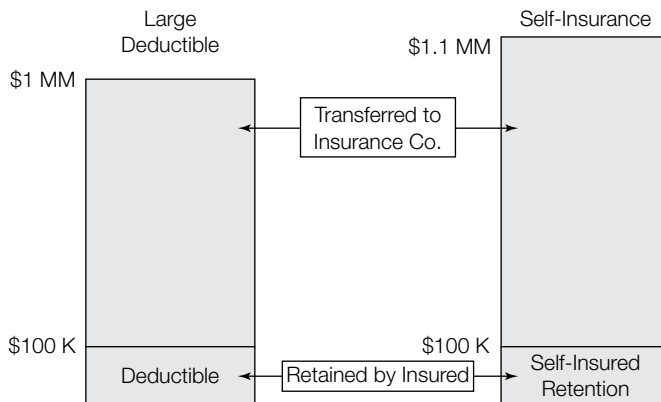 Large
Deductible
Self-Insurance
$1.1 MM
$1 MM
Transferred to
Insurance Co.
$100 K
$100 K
Deductible
Retained by Insured
Self-Insured
Retention